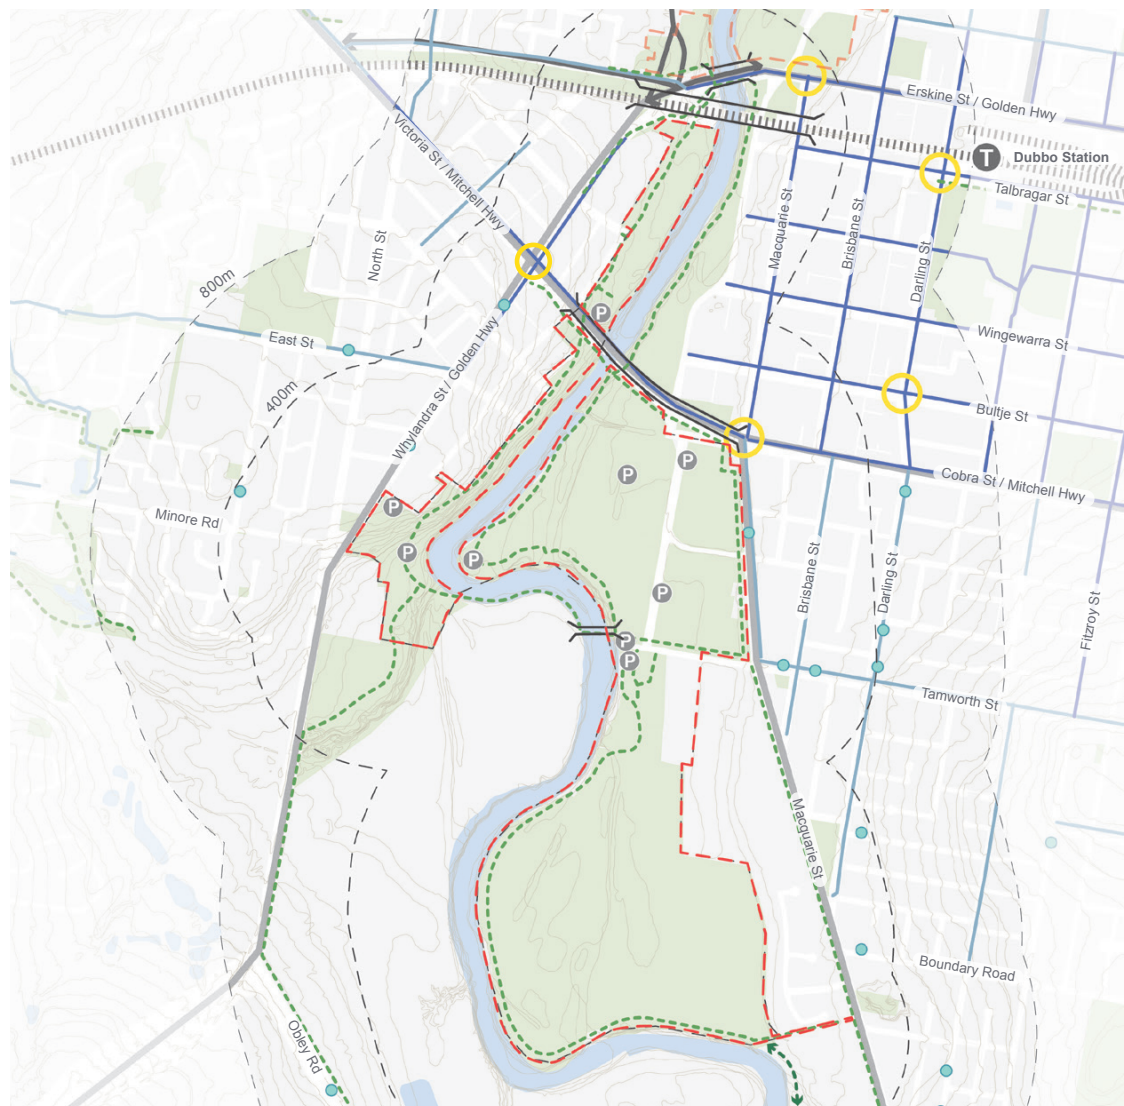 Erskine St / Golden Hwy
T
Dubbo Station
Talbragar St
Victoria St / Mitchell Hwy
North St
Macquarie St
Brisbane St
Darling St
800m
P
East St
Wingewarra St
Whylandra St / Golden Hwy
400m
Bultje St
P
P
Cobra St / Mitchell Hwy
P
Minore Rd
P
P
Brisbane St
Darling St
P
Fitzroy St
P
P
Tamworth St
Macquarie St
Boundary Road
Obley Rd